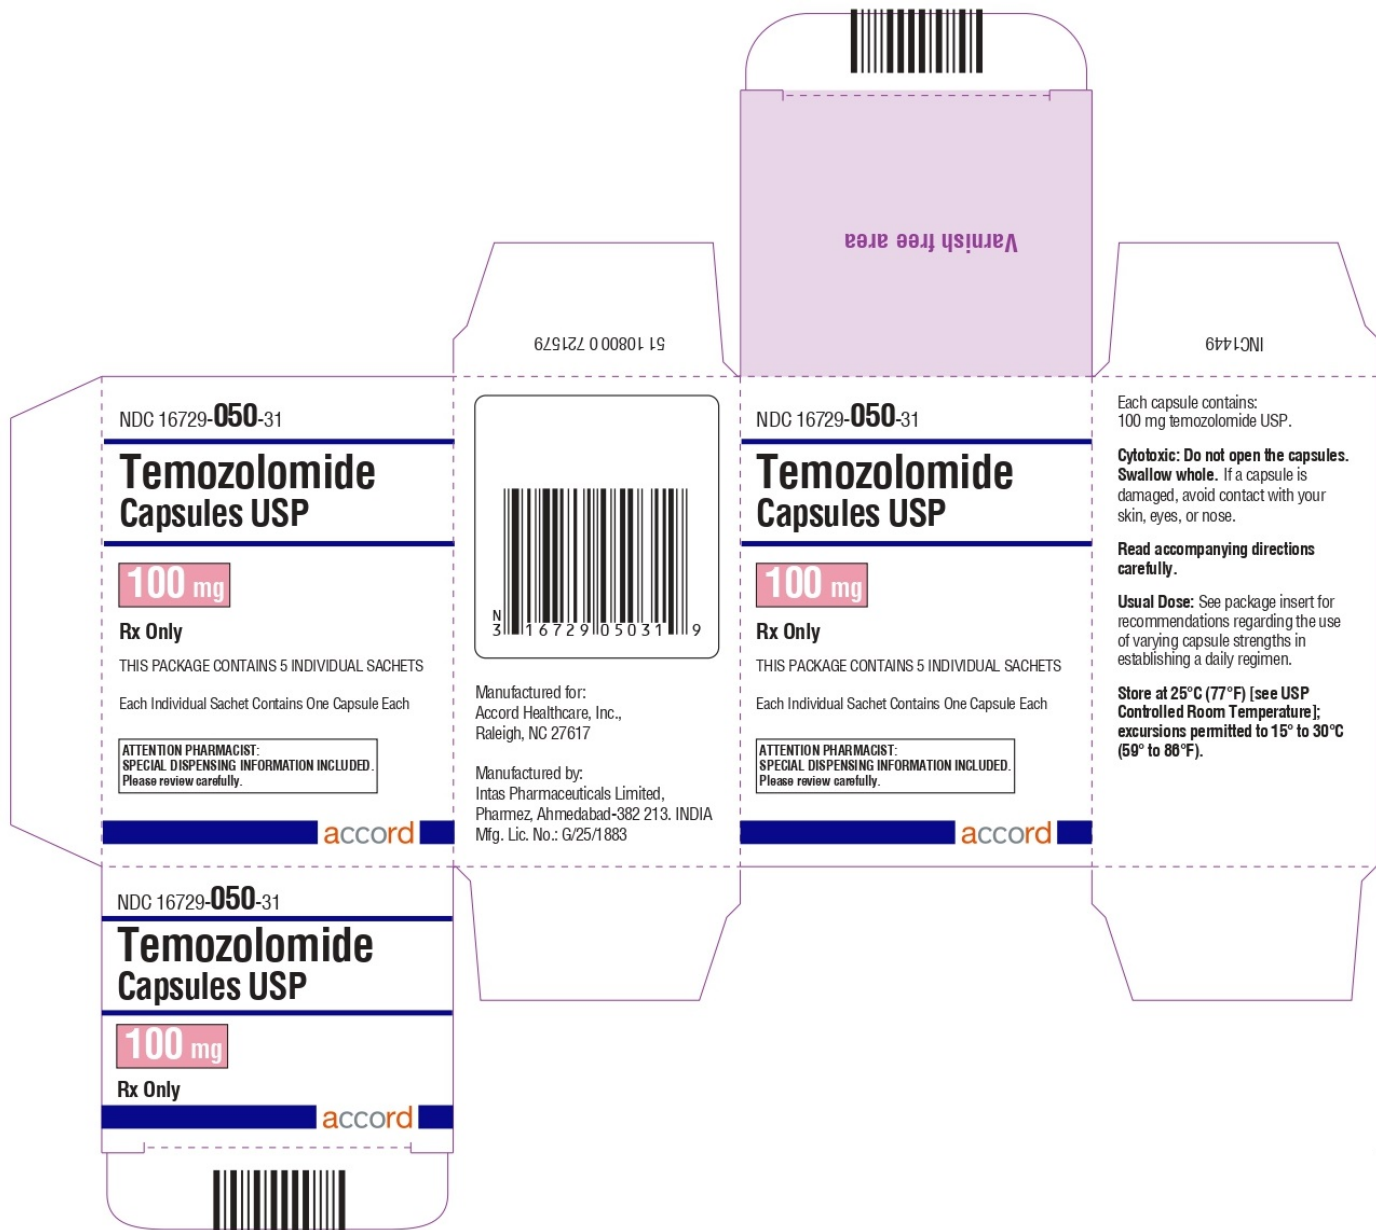 Varnish free area
51 10800 0 721579
INC1449
NDC 16729-050-31
Temozolomide
Capsules USP
100 mg
Rx Only
THIS PACKAGE CONTAINS 5 INDIVIDUAL SACHETS
Each Individual Sachet Contains One Capsule Each
ATTENTION PHARMACIST:
SPECIAL DISPENSING INFORMATION INCLUDED.
Please review carefully.
accord
N
3 16729 05031 9
Manufactured for:
Accord Healthcare, Inc.,
Raleigh, NC 27617
Manufactured by:
Intas Pharmaceuticals Limited,
Pharmez, Ahmedabad-382 213. INDIA
Mfg. Lic. No.: G/25/1883
NDC 16729-050-31
Temozolomide
Capsules USP
100 mg
Rx Only
THIS PACKAGE CONTAINS 5 INDIVIDUAL SACHETS
Each Individual Sachet Contains One Capsule Each
ATTENTION PHARMACIST:
SPECIAL DISPENSING INFORMATION INCLUDED.
Please review carefully.
accord
Each capsule contains:
100 mg temozolomide USP.
Cytotoxic: Do not open the capsules.
Swallow whole. If a capsule is
damaged, avoid contact with your
skin, eyes, or nose.
Read accompanying directions
carefully.
Usual Dose: See package insert for
recommendations regarding the use
of varying capsule strengths in
establishing a daily regimen.
Store at 25°C (77°F) [see USP
Controlled Room Temperature];
excursions permitted to 15° to 30°C
(59° to 86°F).
NDC 16729-050-31
Temozolomide
Capsules USP
100 mg
Rx Only
accord